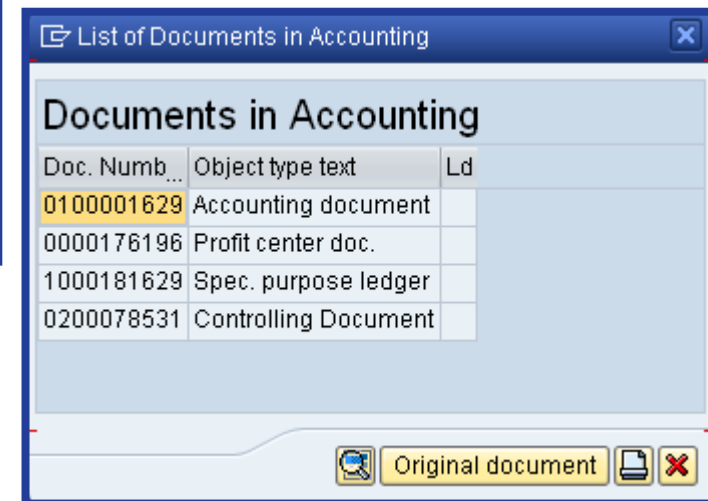 List of Documents in Accounting
Documents in Accounting
Doc. Numb... Object type text Ld
0100001629 Accounting document
0000176196 Profit center doc.
1000181629 Spec. purpose ledger
0200078531 Controlling Document
Original document